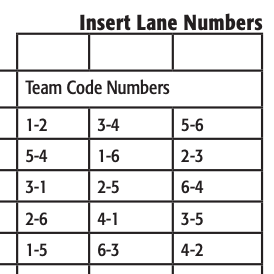 Insert Lane Numbers
Team Code Numbers
1-2 3-4 5-6
5-4 1-6 2-3
3-1 2-5 6-4
2-6 4-1 3-5
1-5 6-3 4-2